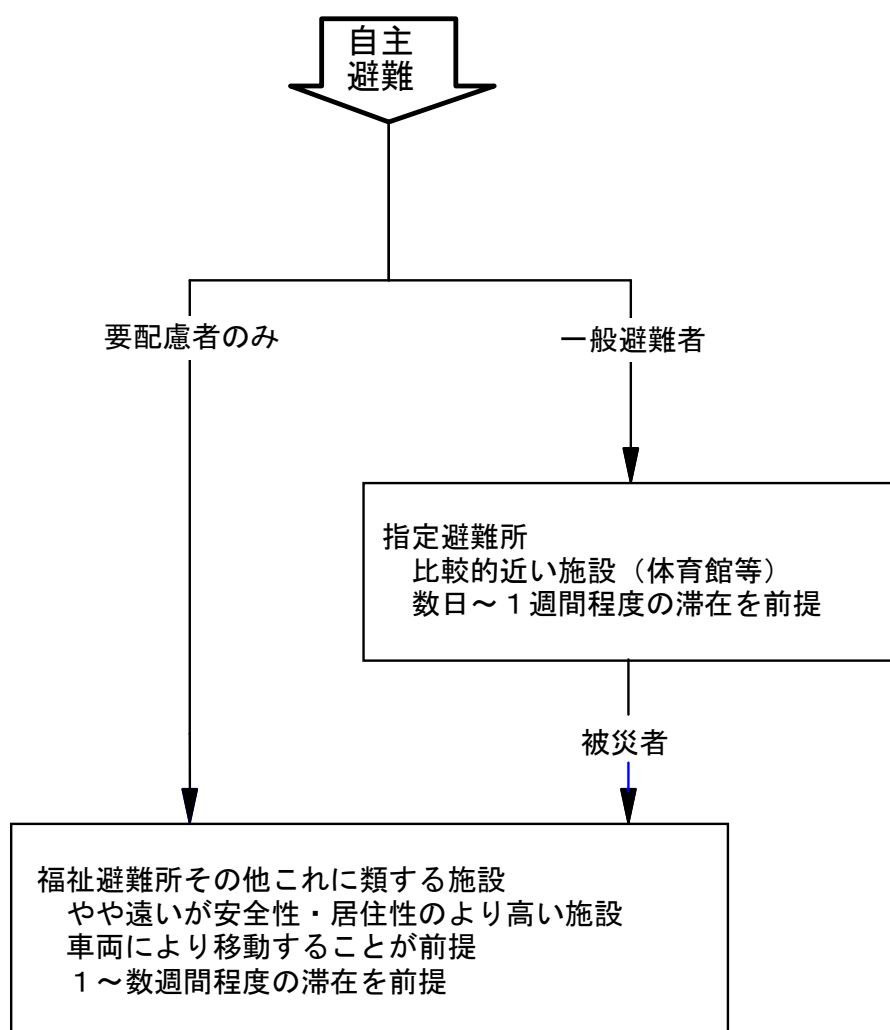 自主
避難
要配慮者のみ
一般避難者
指定避難所
比較的近い施設（体育館等）
数日～１週間程度の滞在を前提
被災者
福祉避難所その他これに類する施設
やや遠いが安全性・居住性のより高い施設
車両により移動することが前提
１～数週間程度の滞在を前提